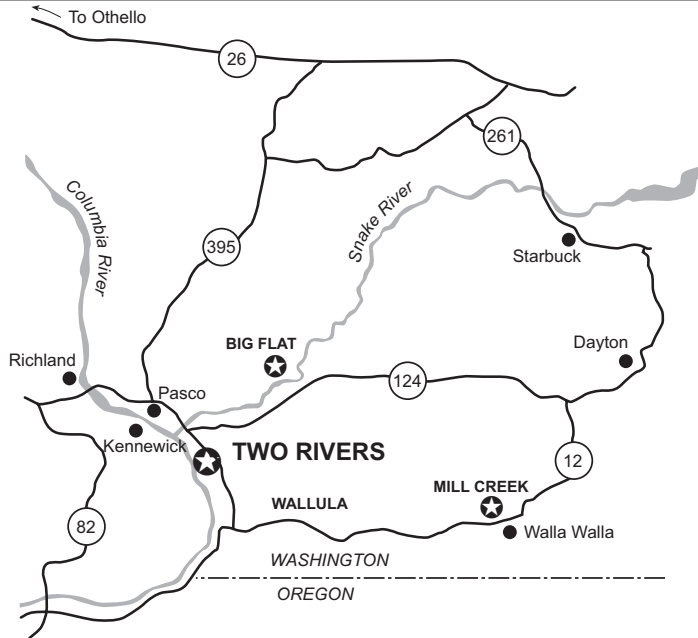 To Othello
26
261
Columbia River
Snake River
395
Starbuck
BIG FLAT
Dayton
Richland
124
Pasco
Kennewick
TWO RIVERS
12
MILL CREEK
WALLULA
82
Walla Walla
WASHINGTON
OREGON